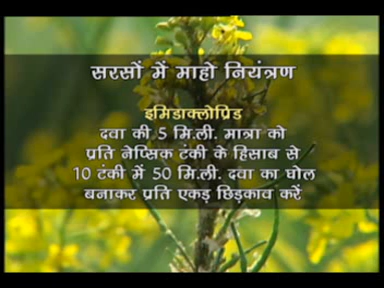 सरसों में माहो नियंत्रण
इमिडाक्लोप्रिड
दवा की 5 मि.ली. मात्रा को
प्रति नेप्सिक टंकी के हिसाब से
10 टंकी में 50 मि.ली. दवा का घोल
बनाकर प्रति एकड़ छिड़काव करें